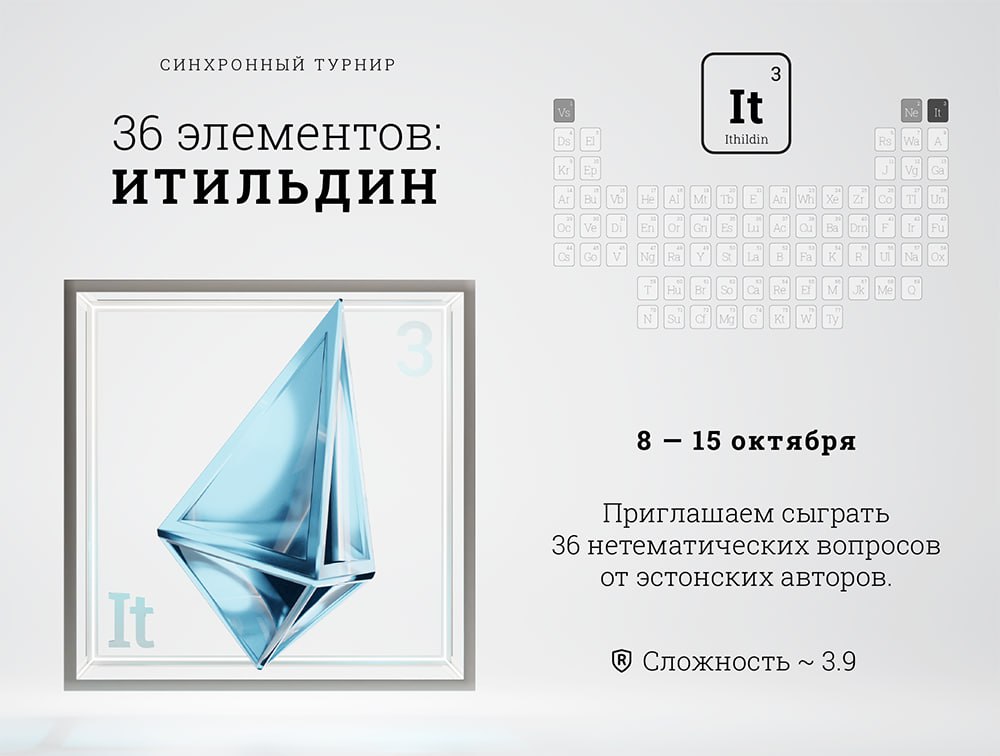 СИНХРОННЫЙ ТУРНИР
36 элементов:
итильдин
3
It
Ithildin
Vs Ne It
Ds El Rs Wa A
Kr Ep J Vg Ga
Ar Bu Vb He Al Mt Tb E An Wh Xe Zr Co Tl Un
Oc Ve Di En Or Gn Es Lu Ac Cu Ba Dm F Ir Fu
Cs Go V Ng Ra Y St La B Fa K R Ul Na Ox
T Hu Br So Ca Re Ef M Jk Me Q
N Su Cf Mg G Kt W Ty
3
It
8 — 15 октября
Приглашаем сыграть
36 нетематических вопросов
от эстонских авторов.
R Сложность ~ 3.9